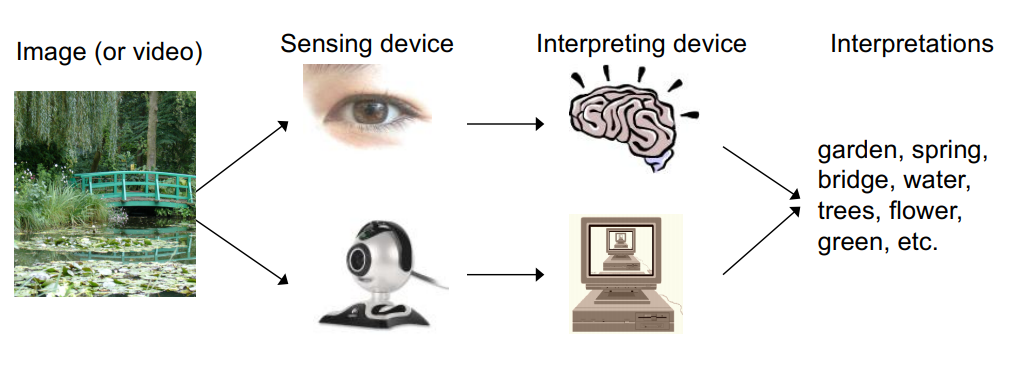 Image (or video)
Sensing device
Interpreting device
Interpretations
garden, spring,
bridge, water,
trees, flower,
green, etc.